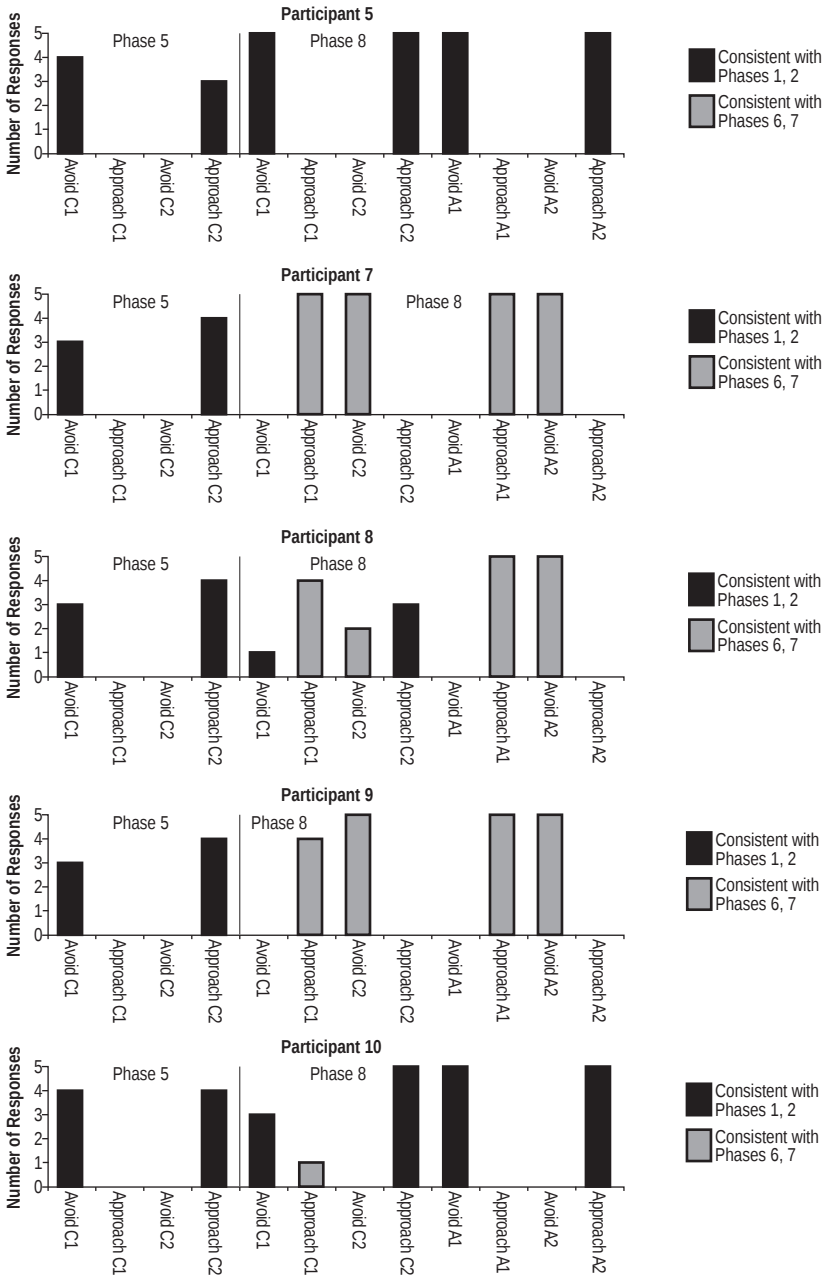 Participant 5
Number of Responses
5
4
3
2
1
0
Phase 5
Phase 8
Avoid C1
Approach C1
Avoid C2
Approach C2
Avoid C1
Approach C1
Avoid C2
Approach C2
Avoid A1
Approach A1
Avoid A2
Approach A2
Consistent with
Phases 1, 2
Consistent with
Phases 6, 7
Participant 7
Number of Responses
5
4
3
2
1
0
Phase 5
Phase 8
Avoid C1
Approach C1
Avoid C2
Approach C2
Avoid C1
Approach C1
Avoid C2
Approach C2
Avoid A1
Approach A1
Avoid A2
Approach A2
Consistent with
Phases 1, 2
Consistent with
Phases 6, 7
Participant 8
Number of Responses
5
4
3
2
1
0
Phase 5
Phase 8
Avoid C1
Approach C1
Avoid C2
Approach C2
Avoid C1
Approach C1
Avoid C2
Approach C2
Avoid A1
Approach A1
Avoid A2
Approach A2
Consistent with
Phases 1, 2
Consistent with
Phases 6, 7
Participant 9
Number of Responses
5
4
3
2
1
0
Phase 5
Phase 8
Avoid C1
Approach C1
Avoid C2
Approach C2
Avoid C1
Approach C1
Avoid C2
Approach C2
Avoid A1
Approach A1
Avoid A2
Approach A2
Consistent with
Phases 1, 2
Consistent with
Phases 6, 7
Participant 10
Number of Responses
5
4
3
2
1
0
Phase 5
Phase 8
Avoid C1
Approach C1
Avoid C2
Approach C2
Avoid C1
Approach C1
Avoid C2
Approach C2
Avoid A1
Approach A1
Avoid A2
Approach A2
Consistent with
Phases 1, 2
Consistent with
Phases 6, 7